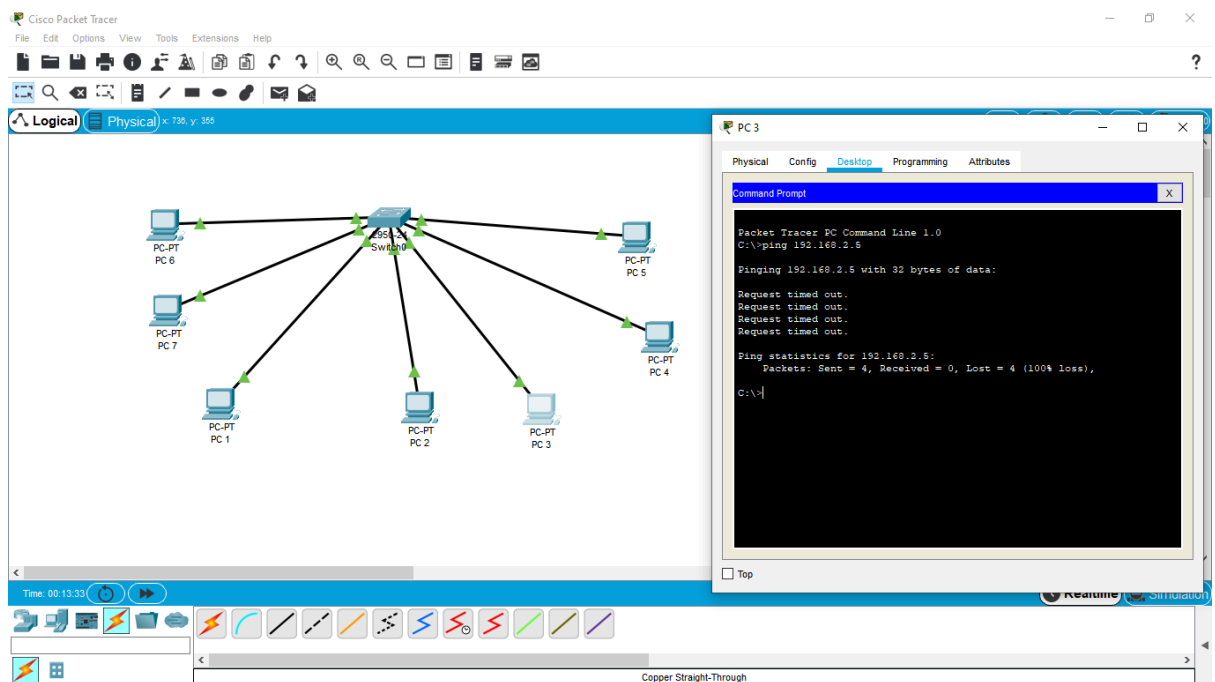 Cisco Packet Tracer
File Edit Options View Tools Extensions Help
?
Logical Physical x: 736, y: 355
PC-PT
PC 6
2950-24
Switch0
PC-PT
PC 5
PC-PT
PC 7
PC-PT
PC 4
PC-PT
PC 1
PC-PT
PC 2
PC-PT
PC 3
PC 3
Physical Config Desktop Programming Attributes
Command Prompt
X
Packet Tracer PC Command Line 1.0
C:\>ping 192.168.2.5
Pinging 192.168.2.5 with 32 bytes of data:
Request timed out.
Request timed out.
Request timed out.
Request timed out.
Ping statistics for 192.168.2.5:
Packets: Sent = 4, Received = 0, Lost = 4 (100% loss),
C:\>
Top
Time: 00:13:33
Realtime Simulation
Copper Straight-Through